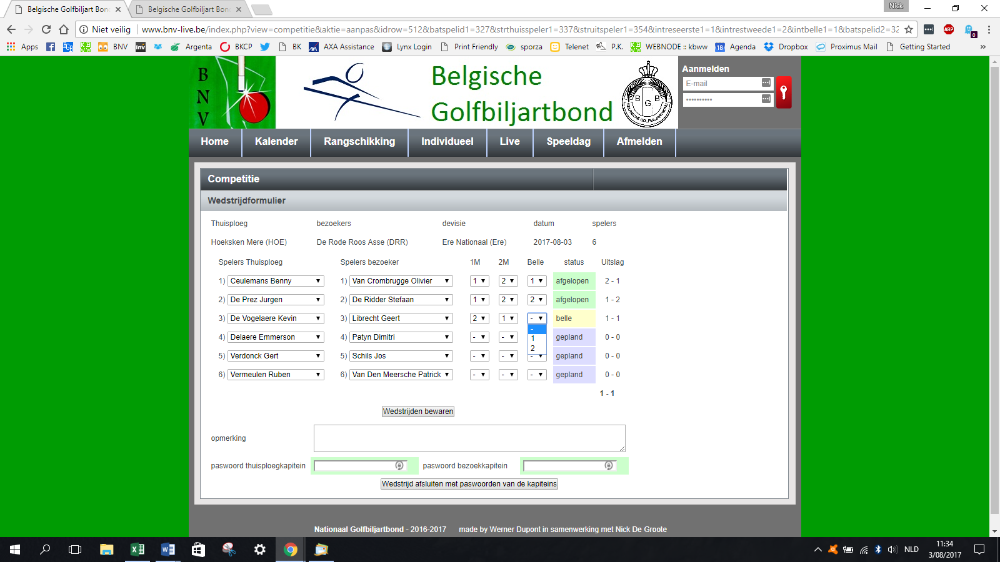 Belgische Golfbiljart Bon
Belgische Golfbiljart Bon
Nick
Niet veilig
www.bnv-live.be/index.php?view=competitie&aktie=aanpas&idrow=512&batspelid1=327&strthuisspeler1=337&struitspeler1=354&intreseerste1=1&intrestweede1=2&intbelle1=1&batspelid2=32
ABP
0
Apps
BNV
Inv
Argenta
BKCP
BK
AXA Assistance
Lynx Login
Print Friendly
sporza
Telenet
P.K.
WEBNODE :: kbww
18
Agenda
Dropbox
Proximus Mail
Getting Started
»
B
N
V
Belgische
Golfbiljartbond
B G B
Aanmelden
E-mail
••••••••••
Home
Kalender
Rangschikking
Individueel
Live
Speeldag
Afmelden
Competitie
Wedstrijdformulier
Thuisploeg bezoekers devisie datum spelers
Hoeksken Mere (HOE) De Rode Roos Asse (DRR) Ere Nationaal (Ere) 2017-08-03 6
Spelers Thuisploeg Spelers bezoeker 1M 2M Belle status Uitslag
1) Ceulemans Benny 1) Van Crombrugge Olivier 1 2 1 afgelopen 2 - 1
2) De Prez Jurgen 2) De Ridder Stefaan 1 2 2 afgelopen 1 - 2
3) De Vogelaere Kevin 3) Librecht Geert 2 1 - belle 1 - 1
-
1
2
4) Delaere Emmerson 4) Patyn Dimitri - - gepland 0 - 0
5) Verdonck Gert 5) Schils Jos - - - gepland 0 - 0
6) Vermeulen Ruben 6) Van Den Meersche Patrick - - - gepland 0 - 0
1 - 1
Wedstrijden bewaren
opmerking
paswoord thuisploegkapitein paswoord bezoekkapitein
Wedstrijd afsluiten met paswoorden van de kapiteins
Nationaal Golfbiljartbond - 2016-2017 made by Werner Dupont in samenwerking met Nick De Groote
NLD
11:34
3/08/2017